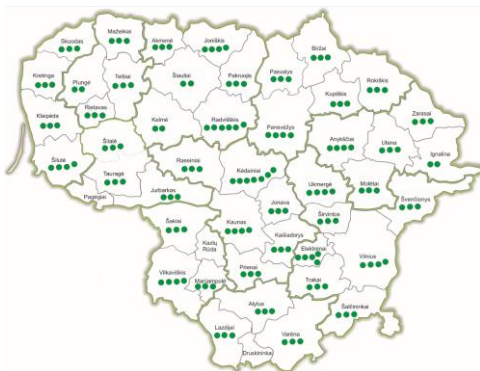 Skuodas
Mažeikiai
Akmenė
Joniškis
Biržai
Kretinga
Plungė
Telšiai
Šiauliai
Pakruojis
Pasvalys
Rokiškis
Kupiškis
Rietavas
Klaipėda
Kelmė
Radviliškis
Panevėžys
Zarasai
Anykščiai
Utena
Ignalina
Šilalė
Šilutė
Tauragė
Raseiniai
Kėdainiai
Ukmergė
Molėtai
Švenčionys
Pagėgiai
Jurbarkas
Jonava
Širvintos
Šakiai
Kaunas
Kaišiadorys
Kazlų
Rūda
Elektrėnai
Vilnius
Vilkaviškis
Marijampolė
Prienai
Trakai
Alytus
Šalčininkai
Lazdijai
Varėna
Druskininkai